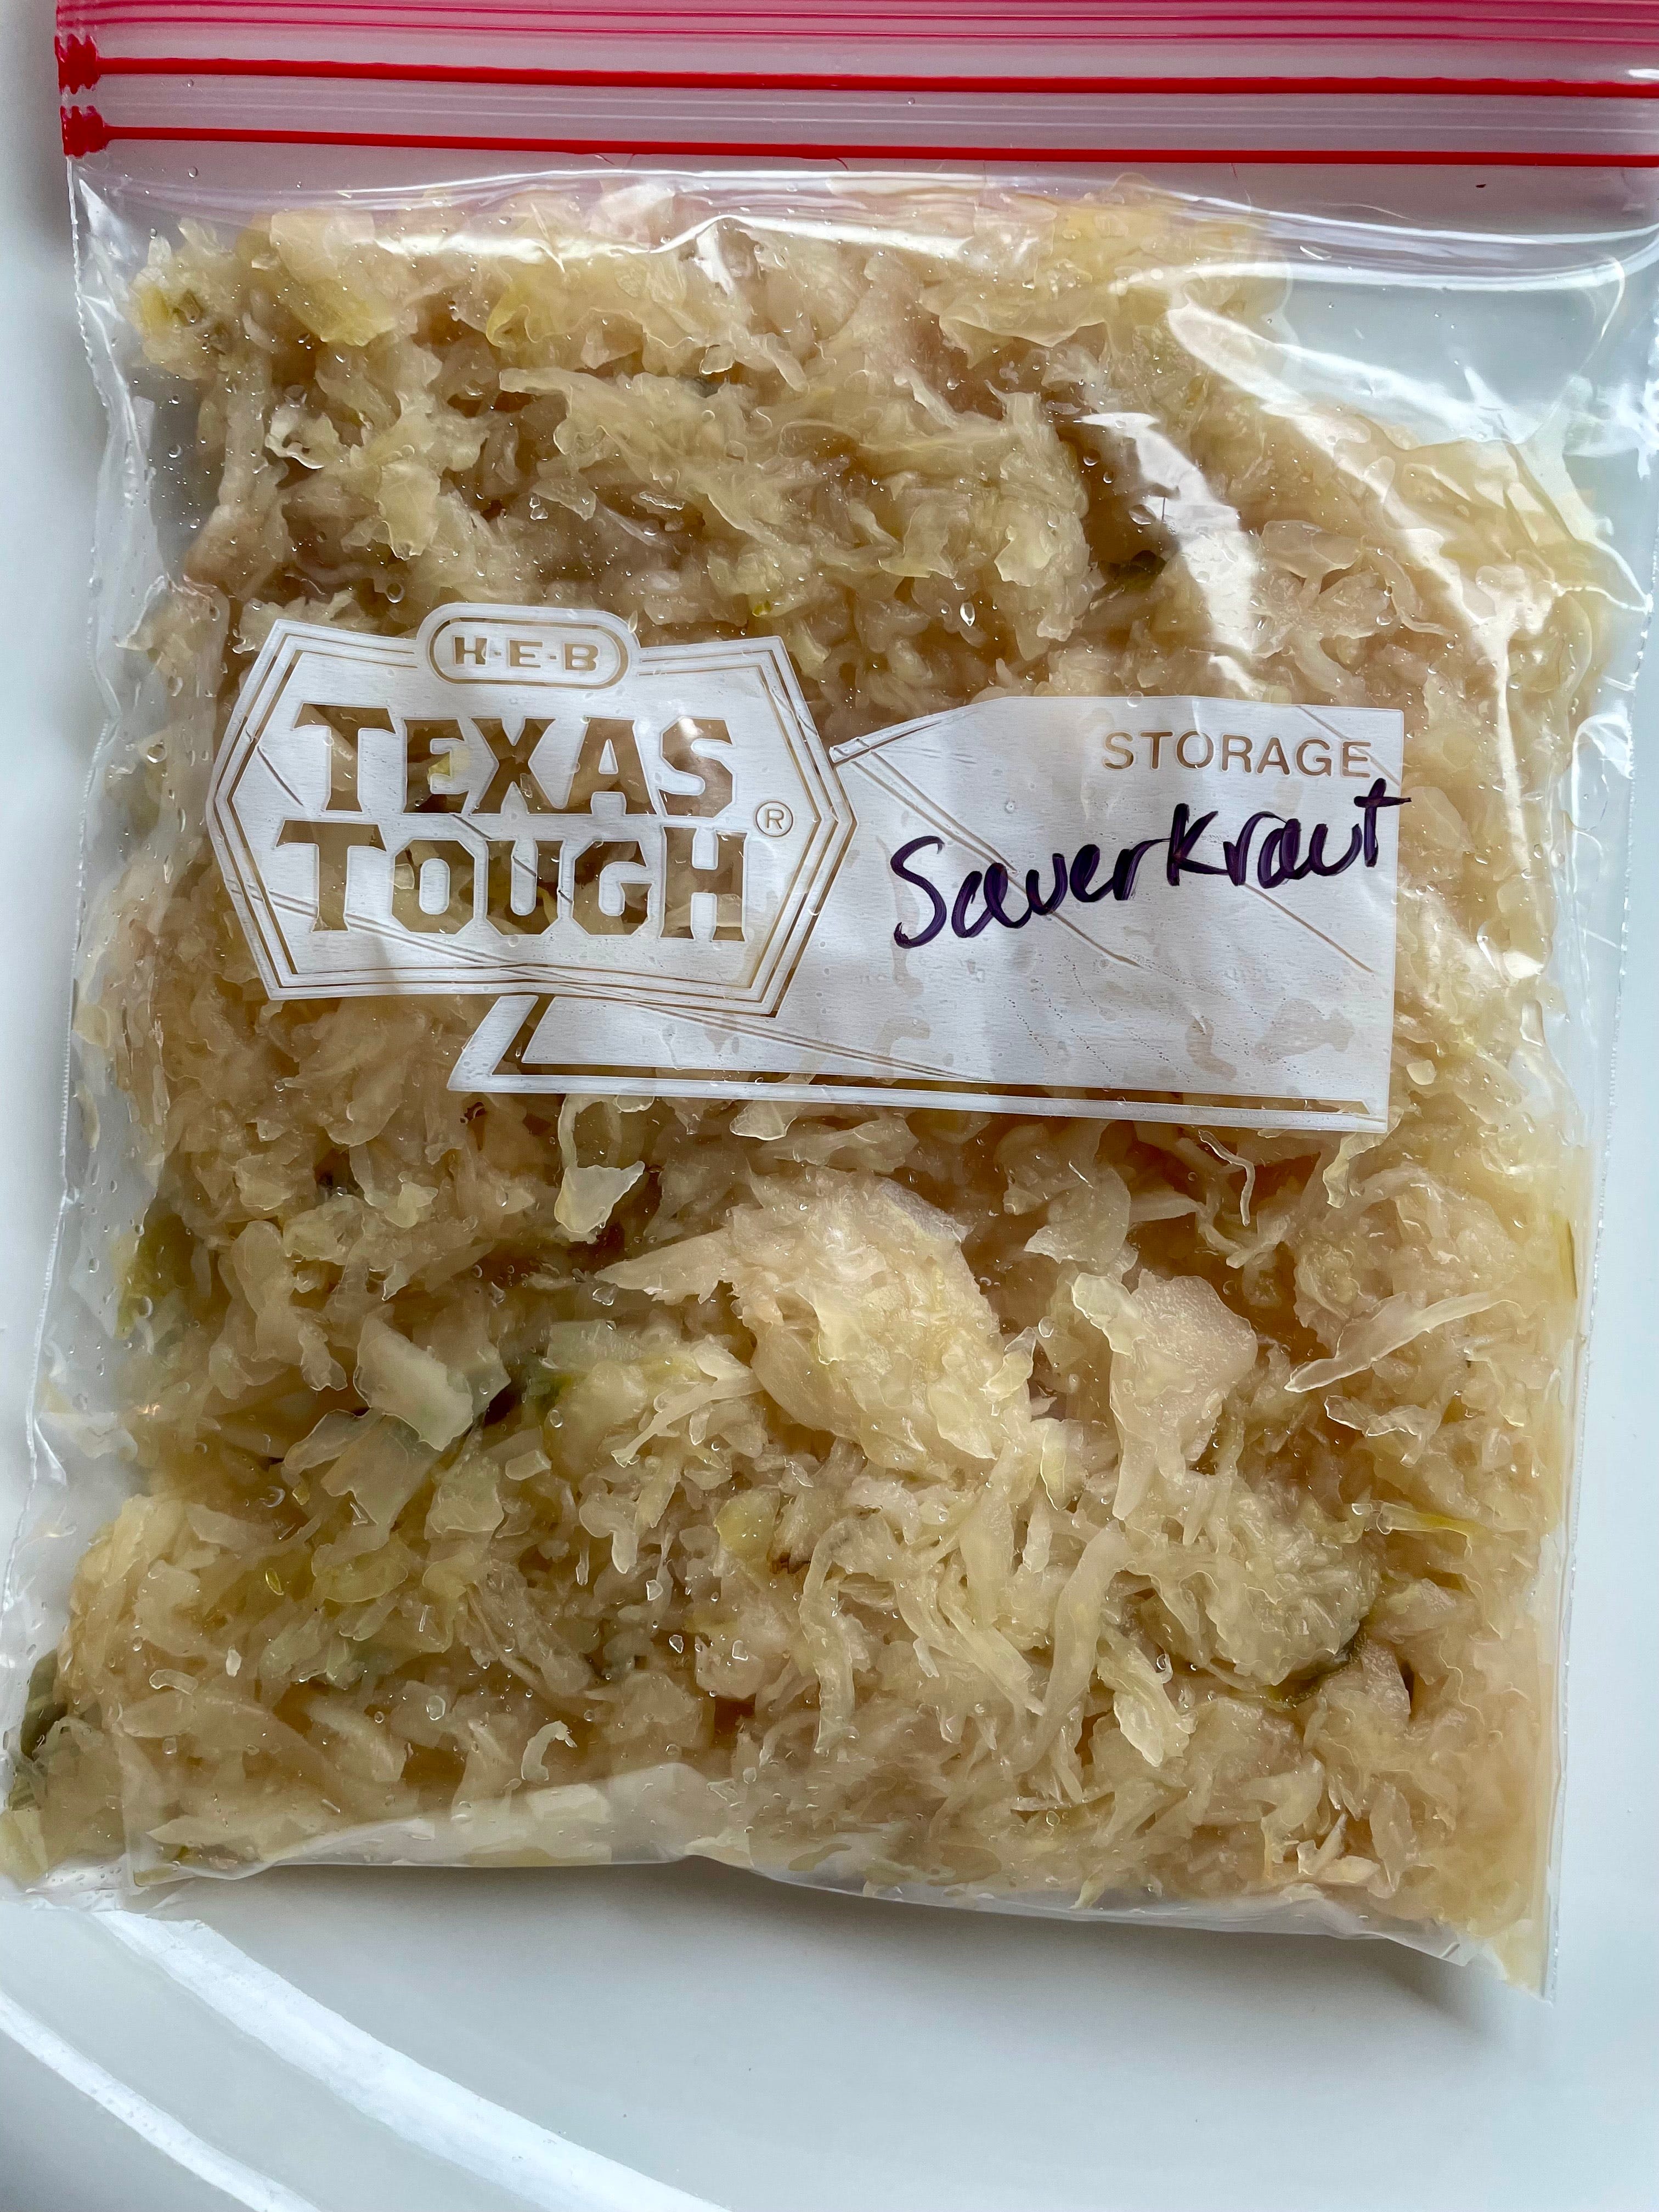 H-E-B
TEXAS
TOUGH®
STORAGE
Sauerkraut